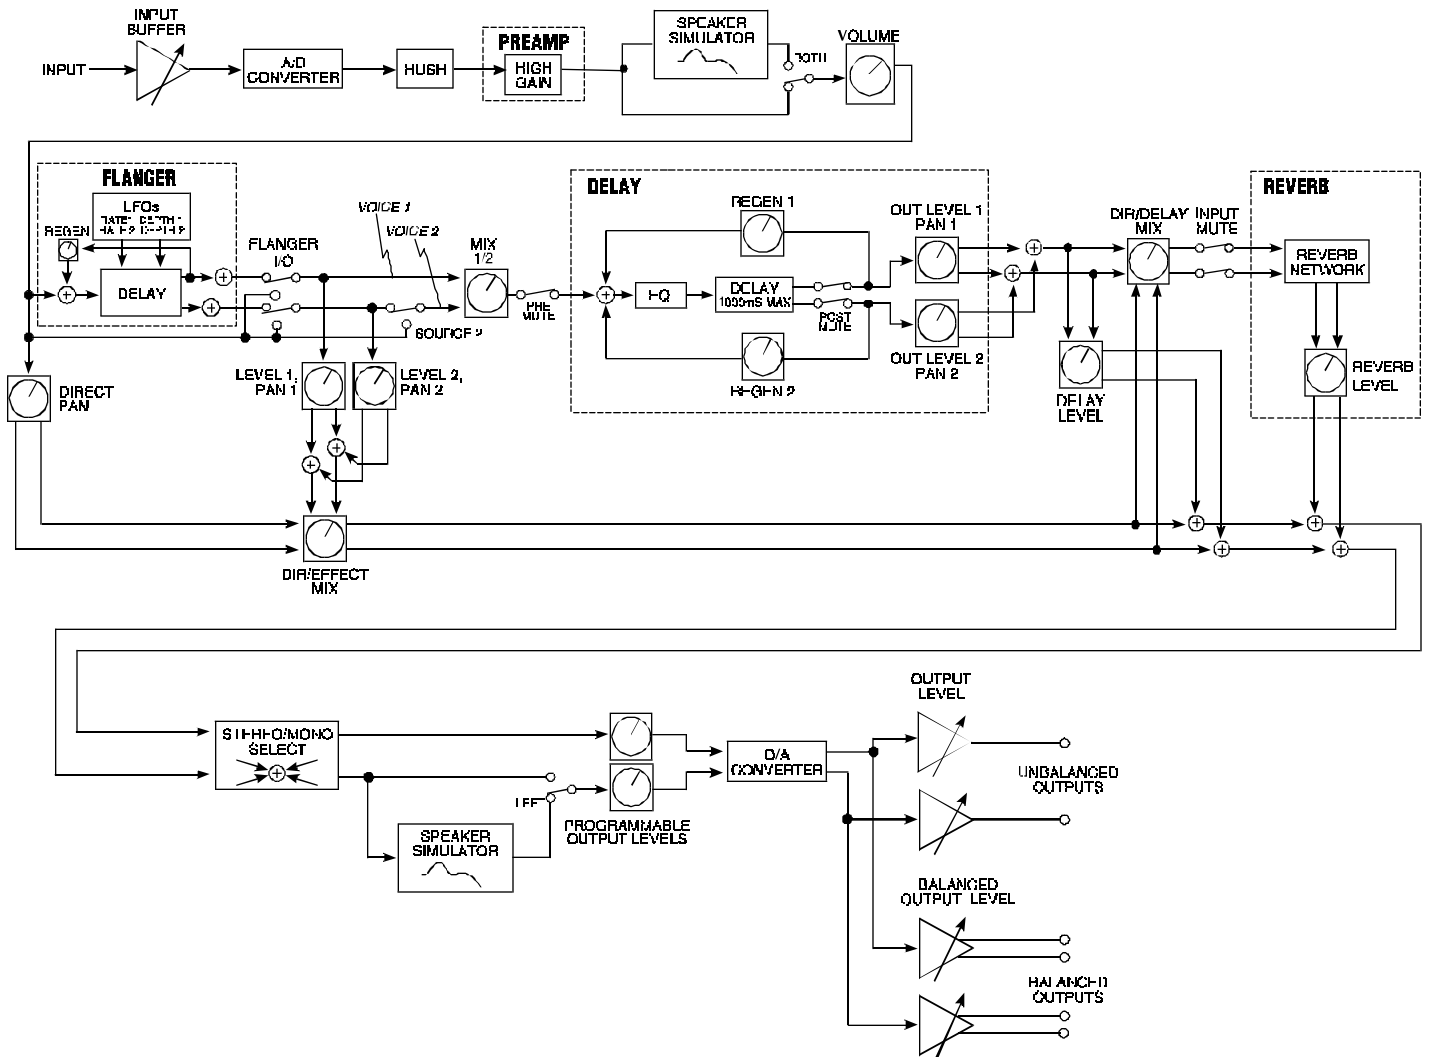 INPUT
BUFFER
INPUT
A/D
CONVERTER
HUSH
PREAMP
HIGH
GAIN
SPEAKER
SIMULATOR
BOTH
VOLUME
FLANGER
LFOs
REGEN
DELAY
FLANGER
I/O
VOICE 1
VOICE 2
SOURCE 2
MIX
1/2
PRE
MUTE
LEVEL 1,
PAN 1
LEVEL 2,
PAN 2
DIRECT
PAN
DELAY
REGEN 1
HQ
DELAY
1000mS MAX
POST
MUTE
REGEN 2
OUT LEVEL 1
PAN 1
OUT LEVEL 2
PAN 2
DIR/DELAY
MIX
INPUT
MUTE
DELAY
LEVEL
REVERB
REVERB
NETWORK
REVERB
LEVEL
DIR/EFFECT
MIX
STEREO/MONO
SELECT
SPEAKER
SIMULATOR
PROGRAMMABLE
OUTPUT LEVELS
D/A
CONVERTER
OUTPUT
LEVEL
UNBALANCED
OUTPUTS
BALANCED
OUTPUT LEVEL
BALANCED
OUTPUTS